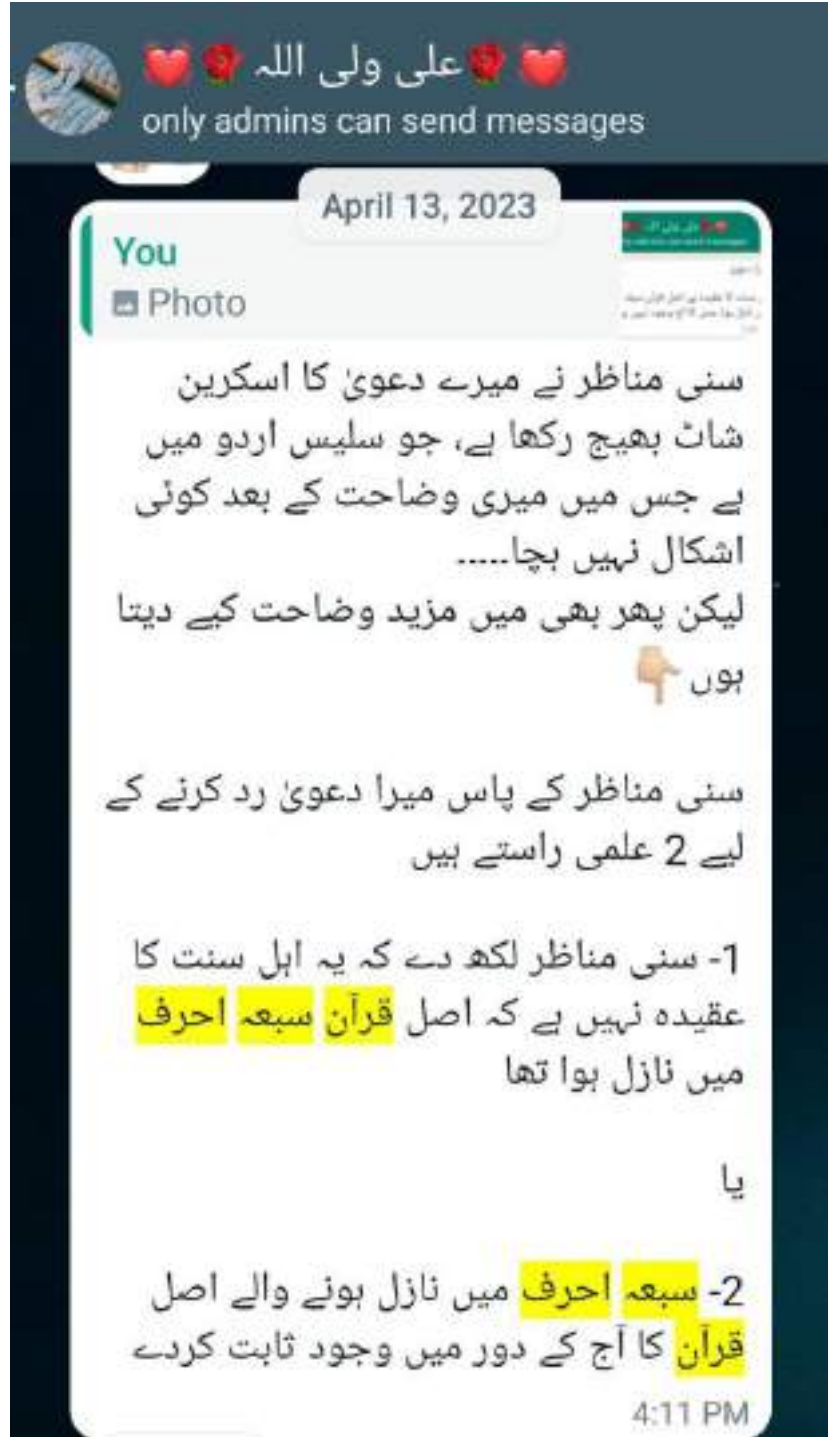 💓🌹علی ولی اللہ🌹💓
only admins can send messages
April 13, 2023
You
Photo
سنی مناظر نے میرے دعویٰ کا اسکرین
شاٹ بھیج رکھا ہے، جو سلیس اردو میں
ہے جس میں میری وضاحت کے بعد کوئی
اشکال نہیں بچا.....
لیکن پھر بھی میں مزید وضاحت کیے دیتا
ہوں👇🏻
سنی مناظر کے پاس میرا دعویٰ رد کرنے کے
لیے 2 علمی راستے ہیں
1- سنی مناظر لکھ دے کہ یہ اہل سنت کا
عقیدہ نہیں ہے کہ اصل قرآن سبعہ احرف
میں نازل ہوا تھا
یا
2- سبعہ احرف میں نازل ہونے والے اصل
قرآن کا آج کے دور میں وجود ثابت کردے
4:11 PM